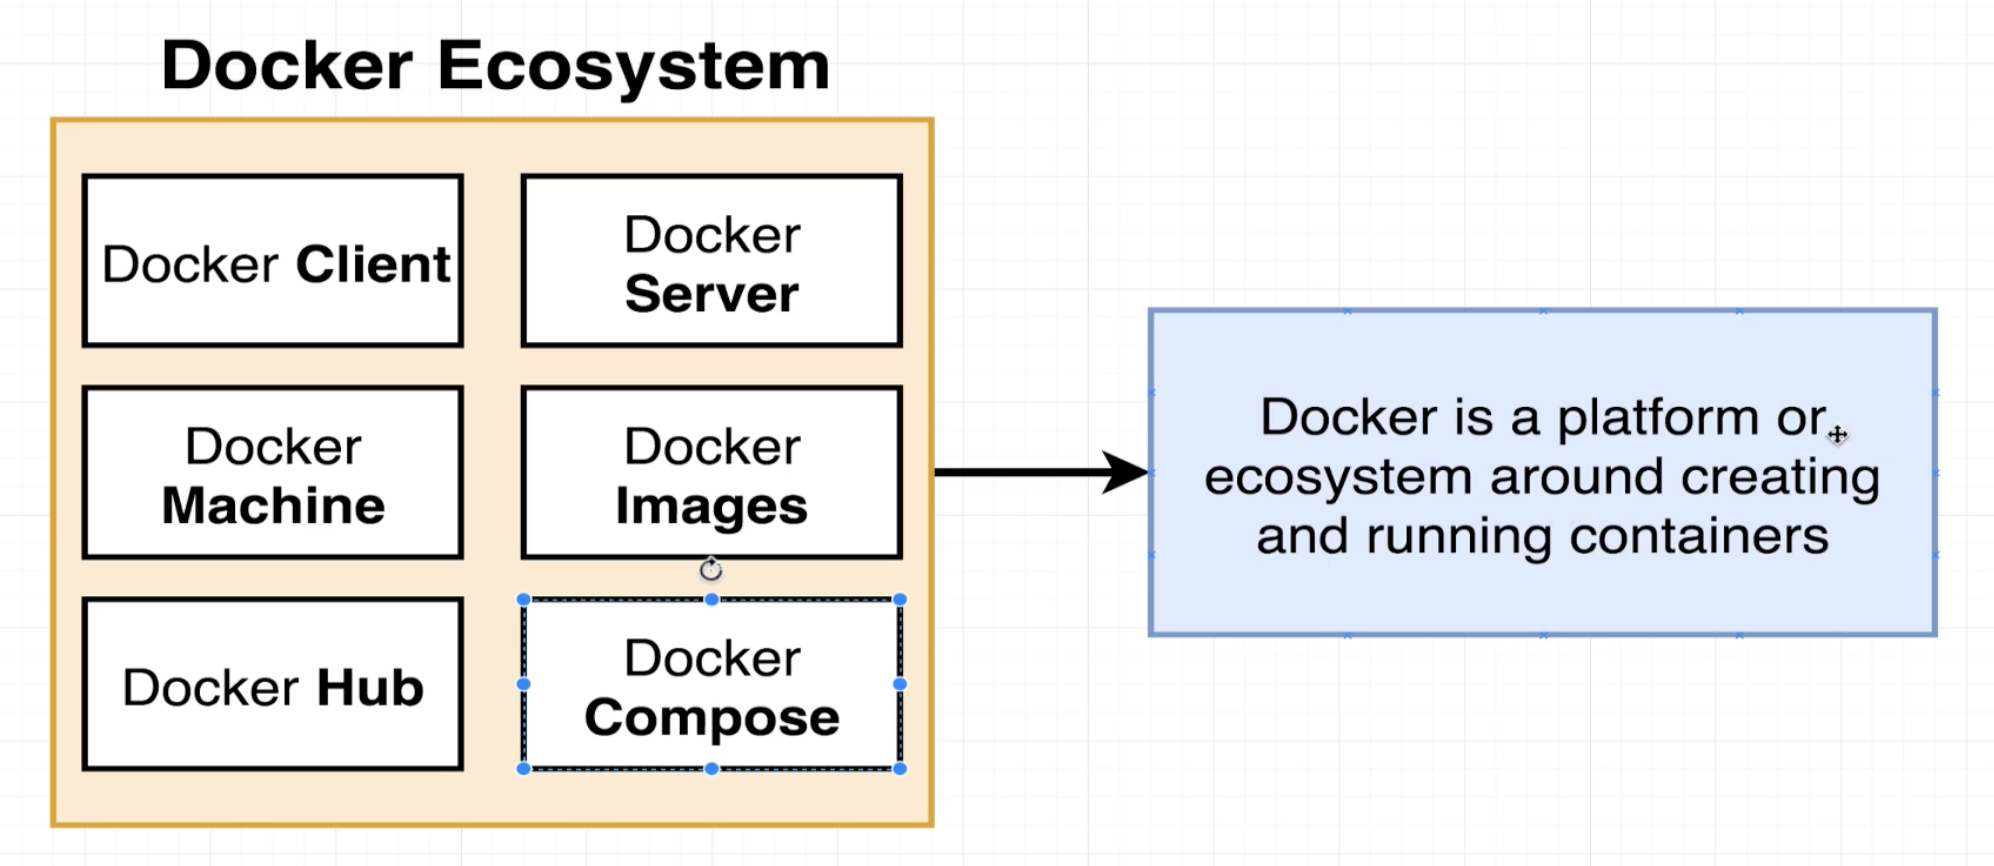 Docker Ecosystem
Docker Client
Docker
Server
Docker
Machine
Docker
Images
Docker Hub
Docker
Compose
Docker is a platform or
ecosystem around creating
and running containers